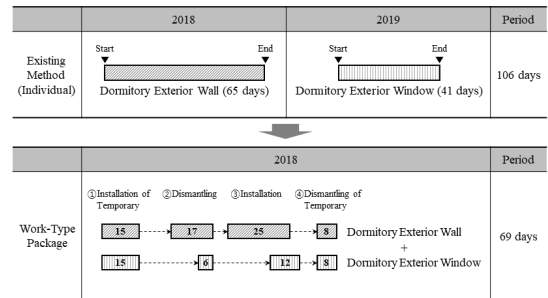 2018
2019
Period
Existing
Method
(Individual)
Start
End
Dormitory Exterior Wall (65 days)
Start
End
Dormitory Exterior Window (41 days)
106 days
2018
Period
Work-Type
Package
①Installation of
Temporary
②Dismantling
③Installation
④Dismantling of
Temporary
15
17
25
8
Dormitory Exterior Wall
+
15
6
12
8
Dormitory Exterior Window
69 days